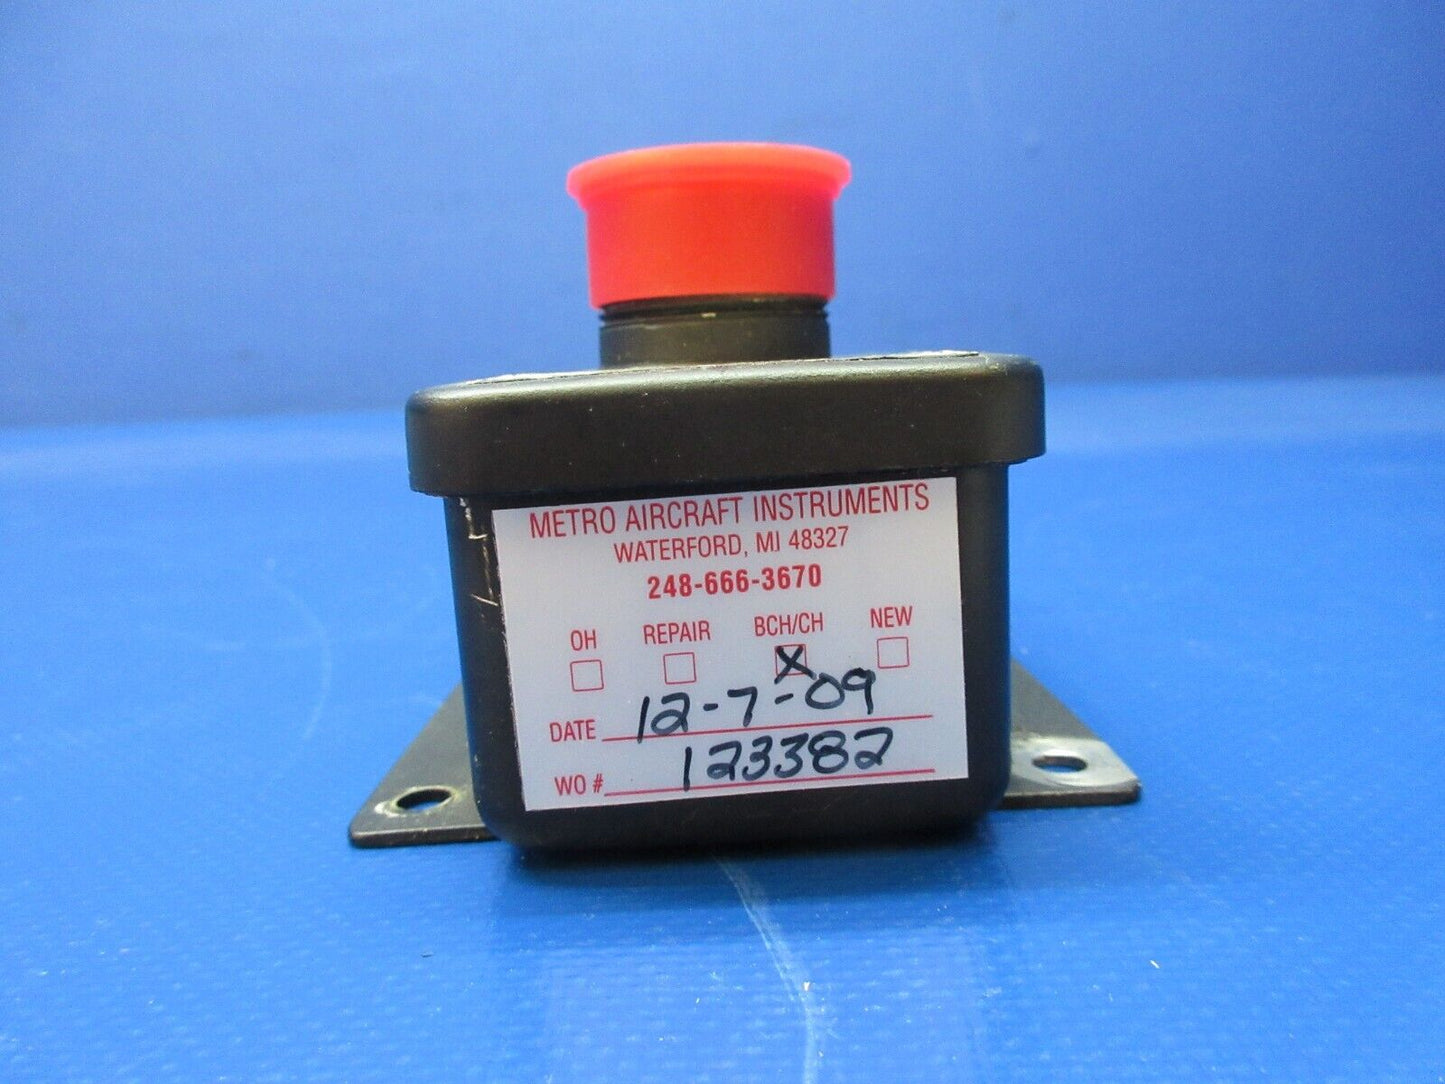 METRO AIRCRAFT INSTRUMENTS
WATERFORD, MI 48327
248-666-3670
OH REPAIR BCH/CH NEW
X
DATE 12-7-09
WO # 123382